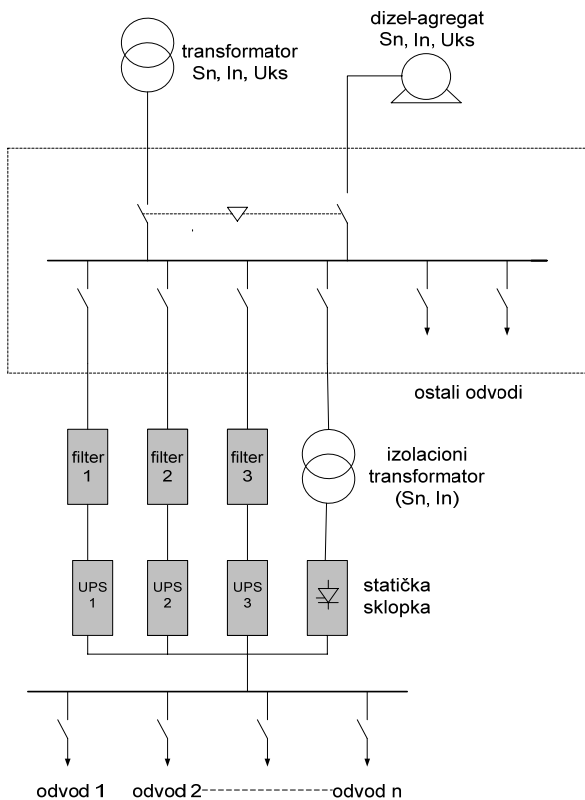 transformator
Sn, In, Uks
dizel-agregat
Sn, In, Uks
ostali odvodi
filter
1
filter
2
filter
3
izolacioni
transformator
(Sn, In)
UPS
1
UPS
2
UPS
3
statička
sklopka
odvod 1
odvod 2
odvod n